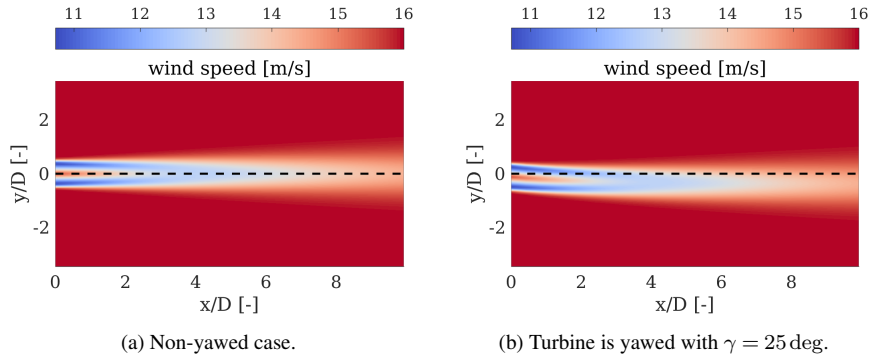 11 12 13 14 15 16
wind speed [m/s]
2
0
-2
y/D [-]
0 2 4 6 8
x/D [-]
(a) Non-yawed case.
11 12 13 14 15 16
wind speed [m/s]
2
0
-2
y/D [-]
0 2 4 6 8
x/D [-]
(b) Turbine is yawed with γ = 25 deg.